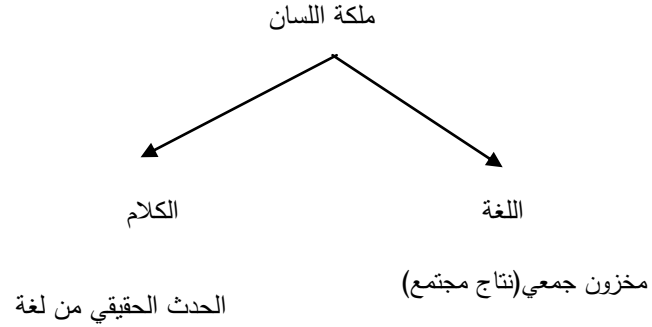 ملكة اللسان
اللغة
الكلام
مخزون جمعي(نتاج مجتمع)
الحدث الحقيقي من لغة